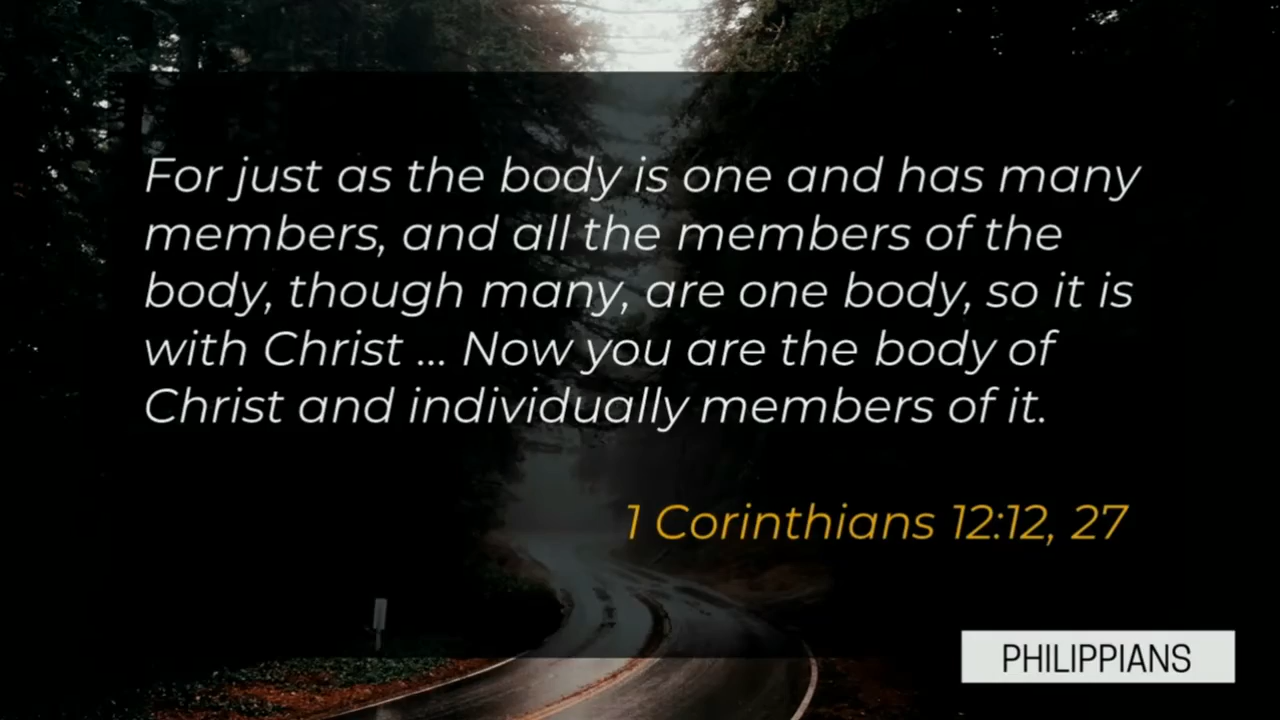 For just as the body is one and has many
members, and all the members of the
body, though many, are one body, so it is
with Christ ... Now you are the body of
Christ and individually members of it.
1 Corinthians 12:12, 27
PHILIPPIANS